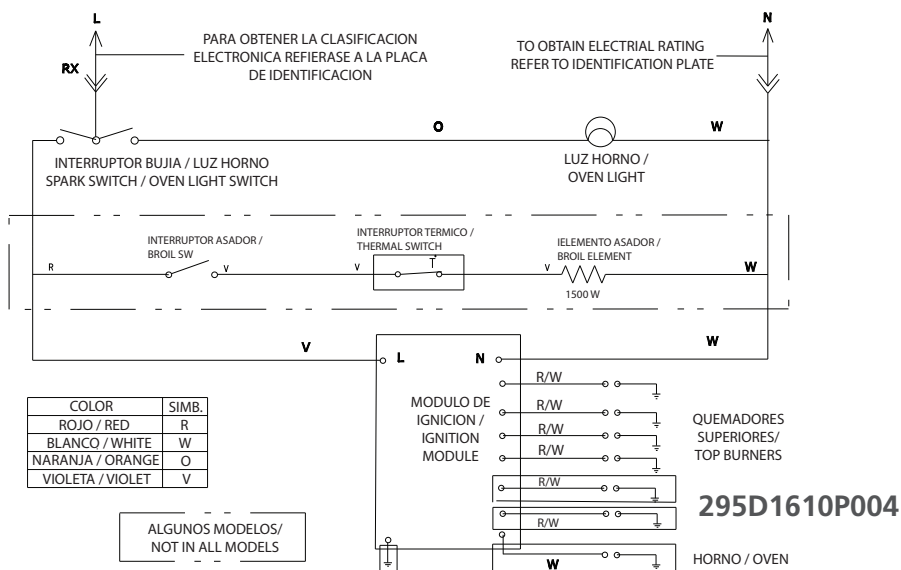 L
N
PARA OBTENER LA CLASIFICACION
ELECTRONICA REFIERASE A LA PLACA
DE IDENTIFICACION
TO OBTAIN ELECTRIAL RATING
REFER TO IDENTIFICATION PLATE
RX
O
W
INTERRUPTOR BUJIA / LUZ HORNO
SPARK SWITCH / OVEN LIGHT SWITCH
LUZ HORNO /
OVEN LIGHT
INTERRUPTOR ASADOR /
BROIL SW
INTERRUPTOR TERMICO /
THERMAL SWITCH
IELEMENTO ASADOR /
BROIL ELEMENT
R
V
V
T
V
W
1500 W
V
W
L
N
MODULO DE
IGNICION /
IGNITION
MODULE
R/W
R/W
R/W
R/W
R/W
R/W
W
QUEMADORES
SUPERIORES/
TOP BURNERS
295D1610P004
HORNO / OVEN
COLOR SIMB.
ROJO / RED R
BLANCO / WHITE W
NARANJA / ORANGE O
VIOLETA / VIOLET V
ALGUNOS MODELOS/
NOT IN ALL MODELS